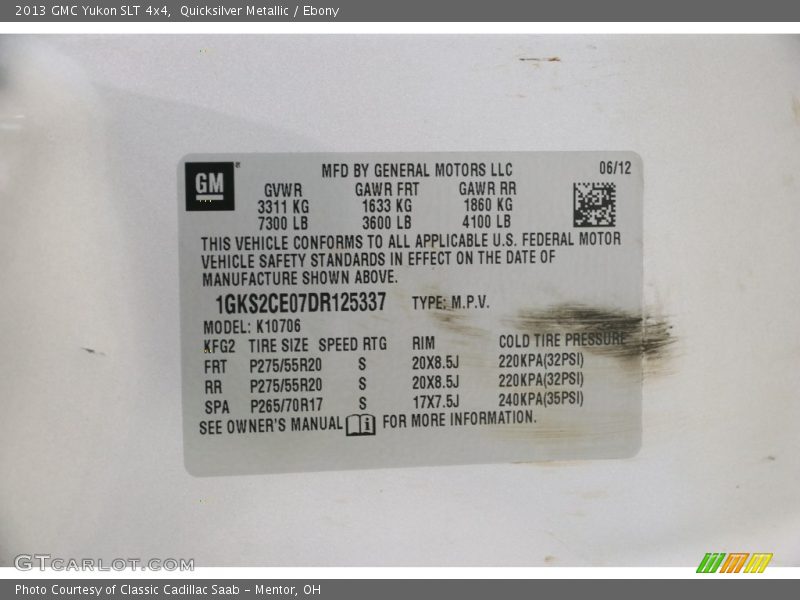 2013 GMC Yukon SLT 4x4,  Quicksilver Metallic / Ebony
GM®
MFD BY GENERAL MOTORS LLC 06/12
GVWR GAWR FRT GAWR RR
3311 KG 1633 KG 1860 KG
7300 LB 3600 LB 4100 LB
THIS VEHICLE CONFORMS TO ALL APPLICABLE U.S. FEDERAL MOTOR
VEHICLE SAFETY STANDARDS IN EFFECT ON THE DATE OF
MANUFACTURE SHOWN ABOVE.
1GKS2CE07DR125337 TYPE: M.P.V.
MODEL: K10706
KFG2 TIRE SIZE SPEED RTG RIM COLD TIRE PRESSURE
FRT P275/55R20 S 20X8.5J 220KPA(32PSI)
RR P275/55R20 S 20X8.5J 220KPA(32PSI)
SPA P265/70R17 S 17X7.5J 240KPA(35PSI)
SEE OWNER'S MANUAL i FOR MORE INFORMATION.
GTCARLOT.COM
Photo Courtesy of Classic Cadillac Saab - Mentor, OH